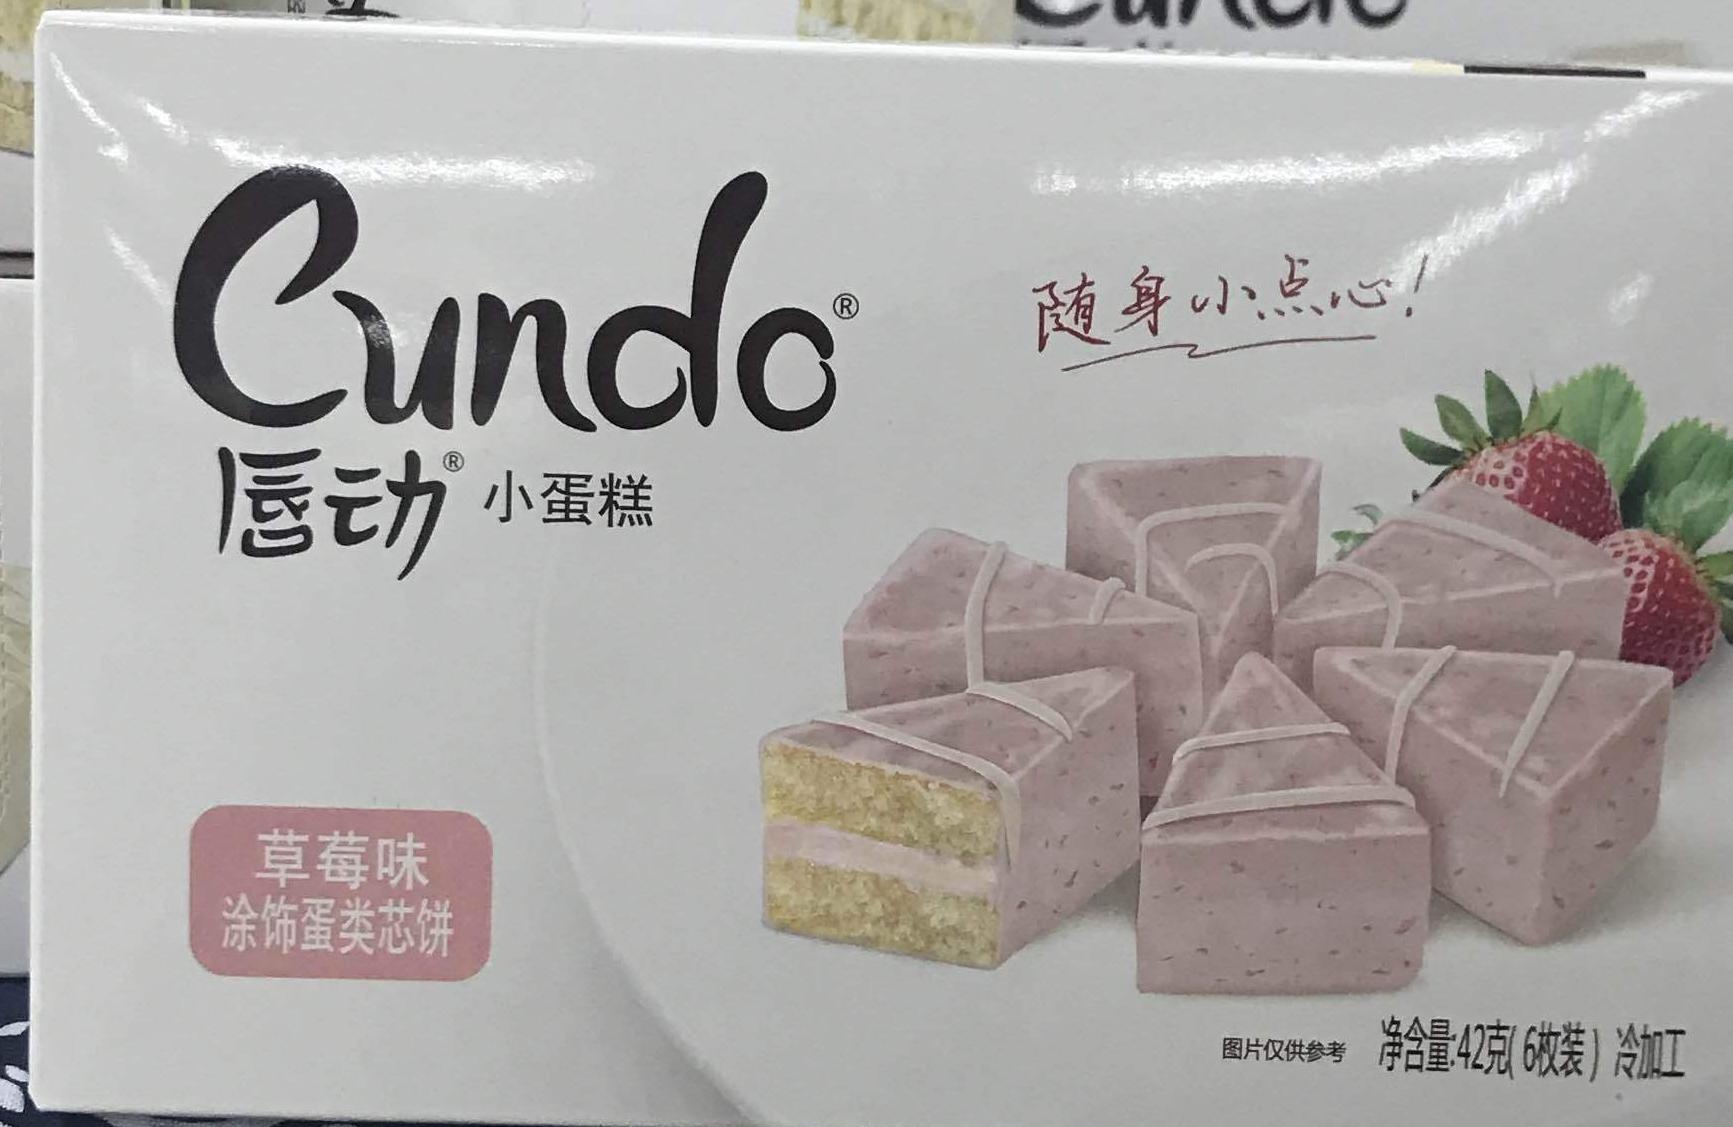 Cundo®
唇动® 小蛋糕
随身小点心!
草莓味
涂饰蛋类芯饼
图片仅供参考 净含量:42克(6枚装) 冷加工